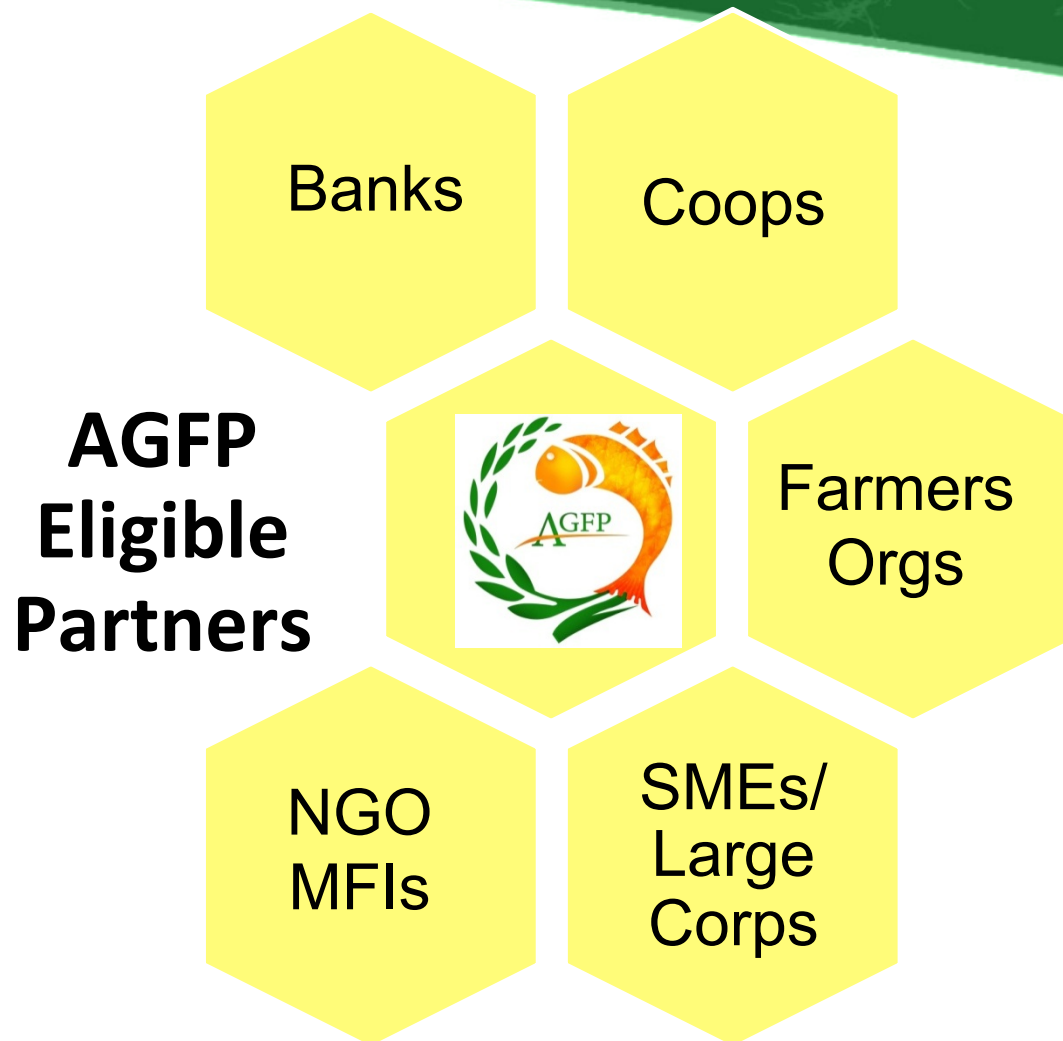 Banks
Coops
AGFP
Eligible
Partners
AGFP
Farmers
Orgs
NGO
MFIs
SMEs/
Large
Corps